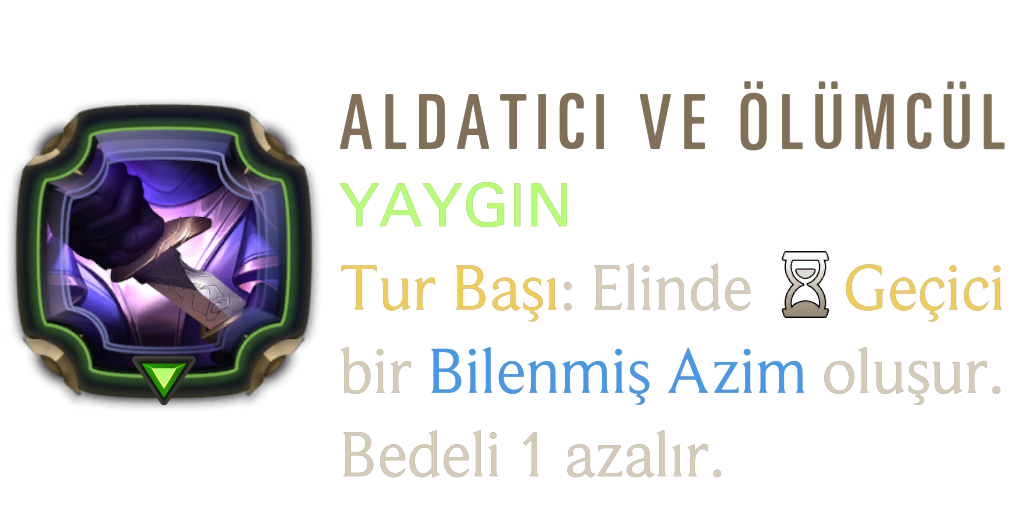 ALDATICI VE ÖLÜMCÜL
YAYGIN
Tur Başı: Elinde Geçici
bir Bilenmiş Azim oluşur.
Bedeli 1 azalır.